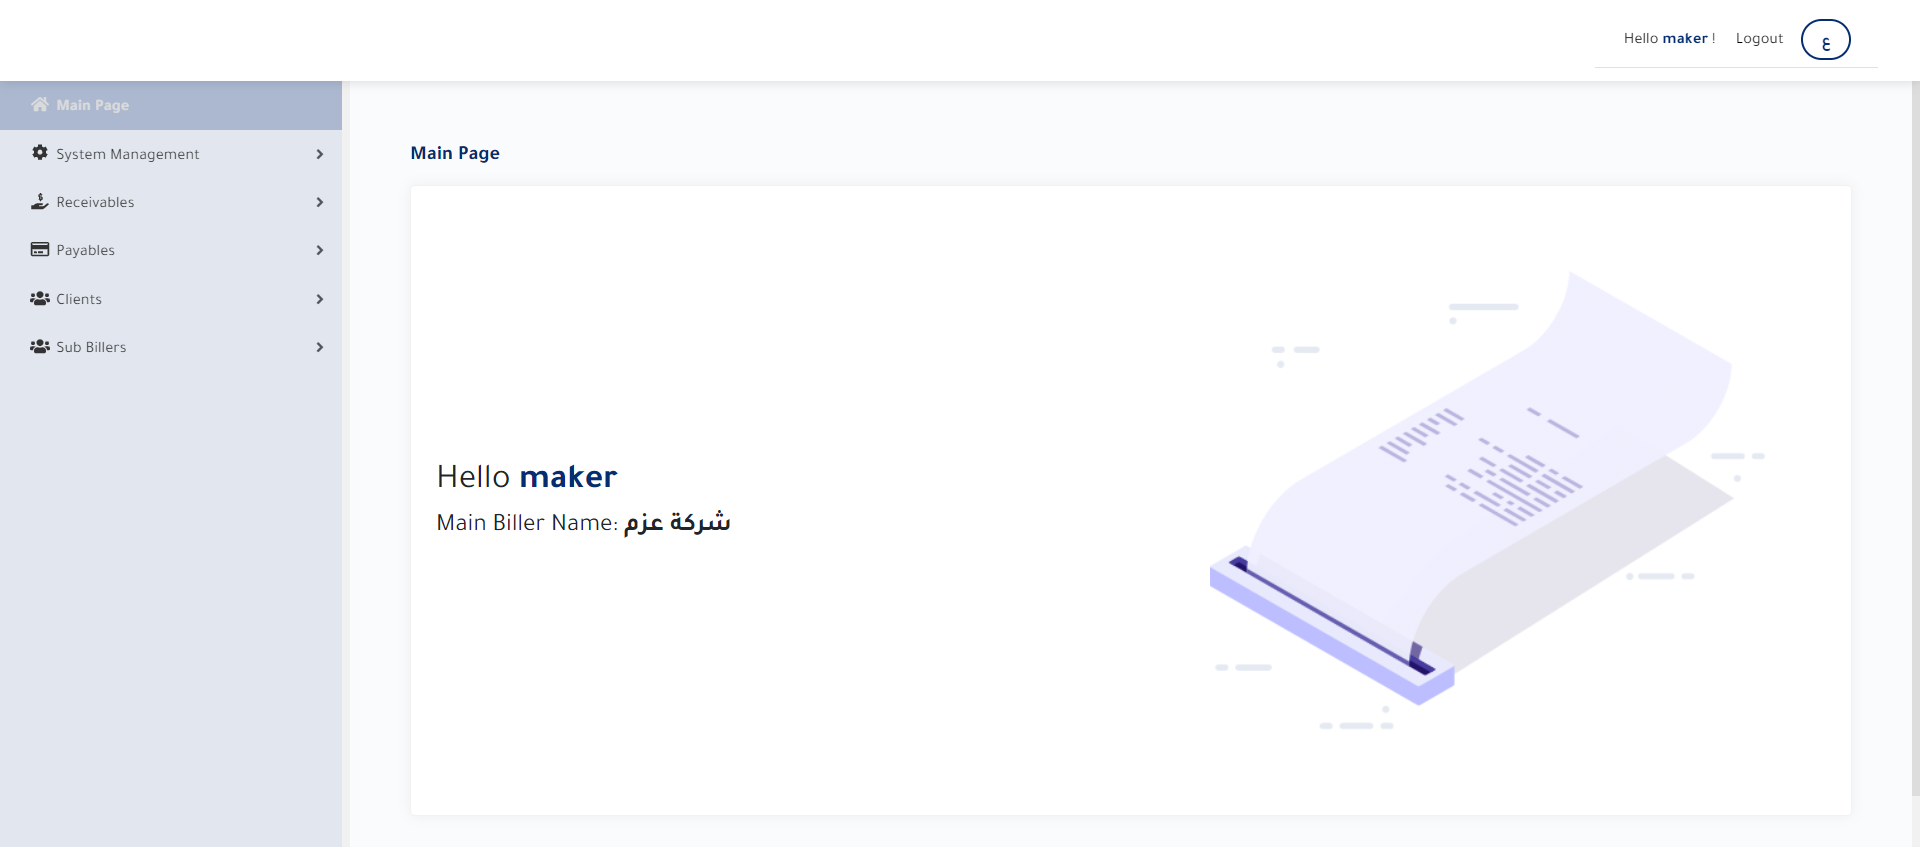 Hello maker !
Logout
ع
Main Page
System Management
Receivables
Payables
Clients
Sub Billers
Main Page
Hello maker
Main Biller Name: شركة عزم